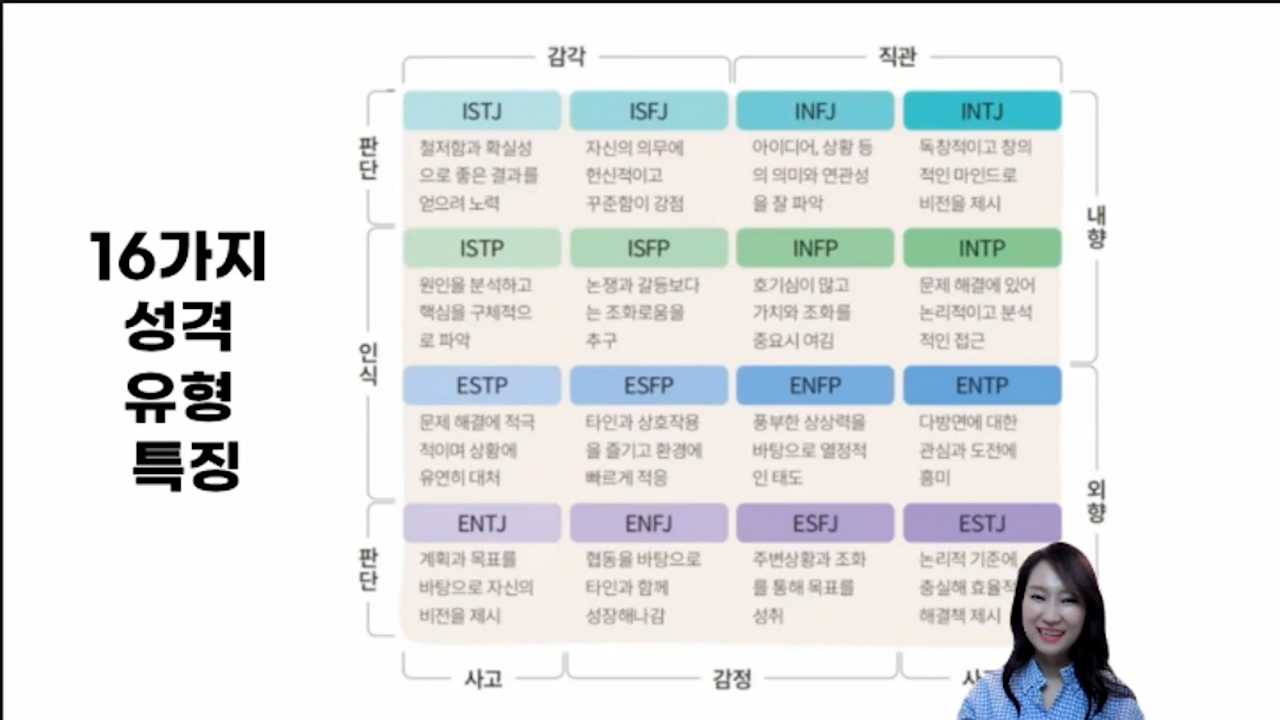 16가지
성격
유형
특징
감각
직관
판단
인식
판단
내향
외향
ISTJ
철저함과 확실성
으로 좋은 결과를
얻으려 노력
ISFJ
자신의 의무에
헌신적이고
꾸준함이 강점
INFJ
아이디어, 상황 등
의 의미와 연관성
을 잘 파악
INTJ
독창적이고 창의
적인 마인드로
비전을 제시
ISTP
원인을 분석하고
핵심을 구체적으
로 파악
ISFP
논쟁과 갈등보다
는 조화로움을
추구
INFP
호기심이 많고
가치와 조화를
중요시 여김
INTP
문제 해결에 있어
논리적이고 분석
적인 접근
ESTP
문제 해결에 적극
적이며 상황에
유연히 대처
ESFP
타인과 상호작용
을 즐기고 환경에
빠르게 적응
ENFP
풍부한 상상력을
바탕으로 열정적
인 태도
ENTP
다방면에 대한
관심과 도전에
흥미
ENTJ
계획과 목표를
바탕으로 자신의
비전을 제시
ENFJ
협동을 바탕으로
타인과 함께
성장해나감
ESFJ
주변상황과 조화
를 통해 목표를
성취
ESTJ
논리적 기준에
충실해 효율적
해결책 제시
사고
감정